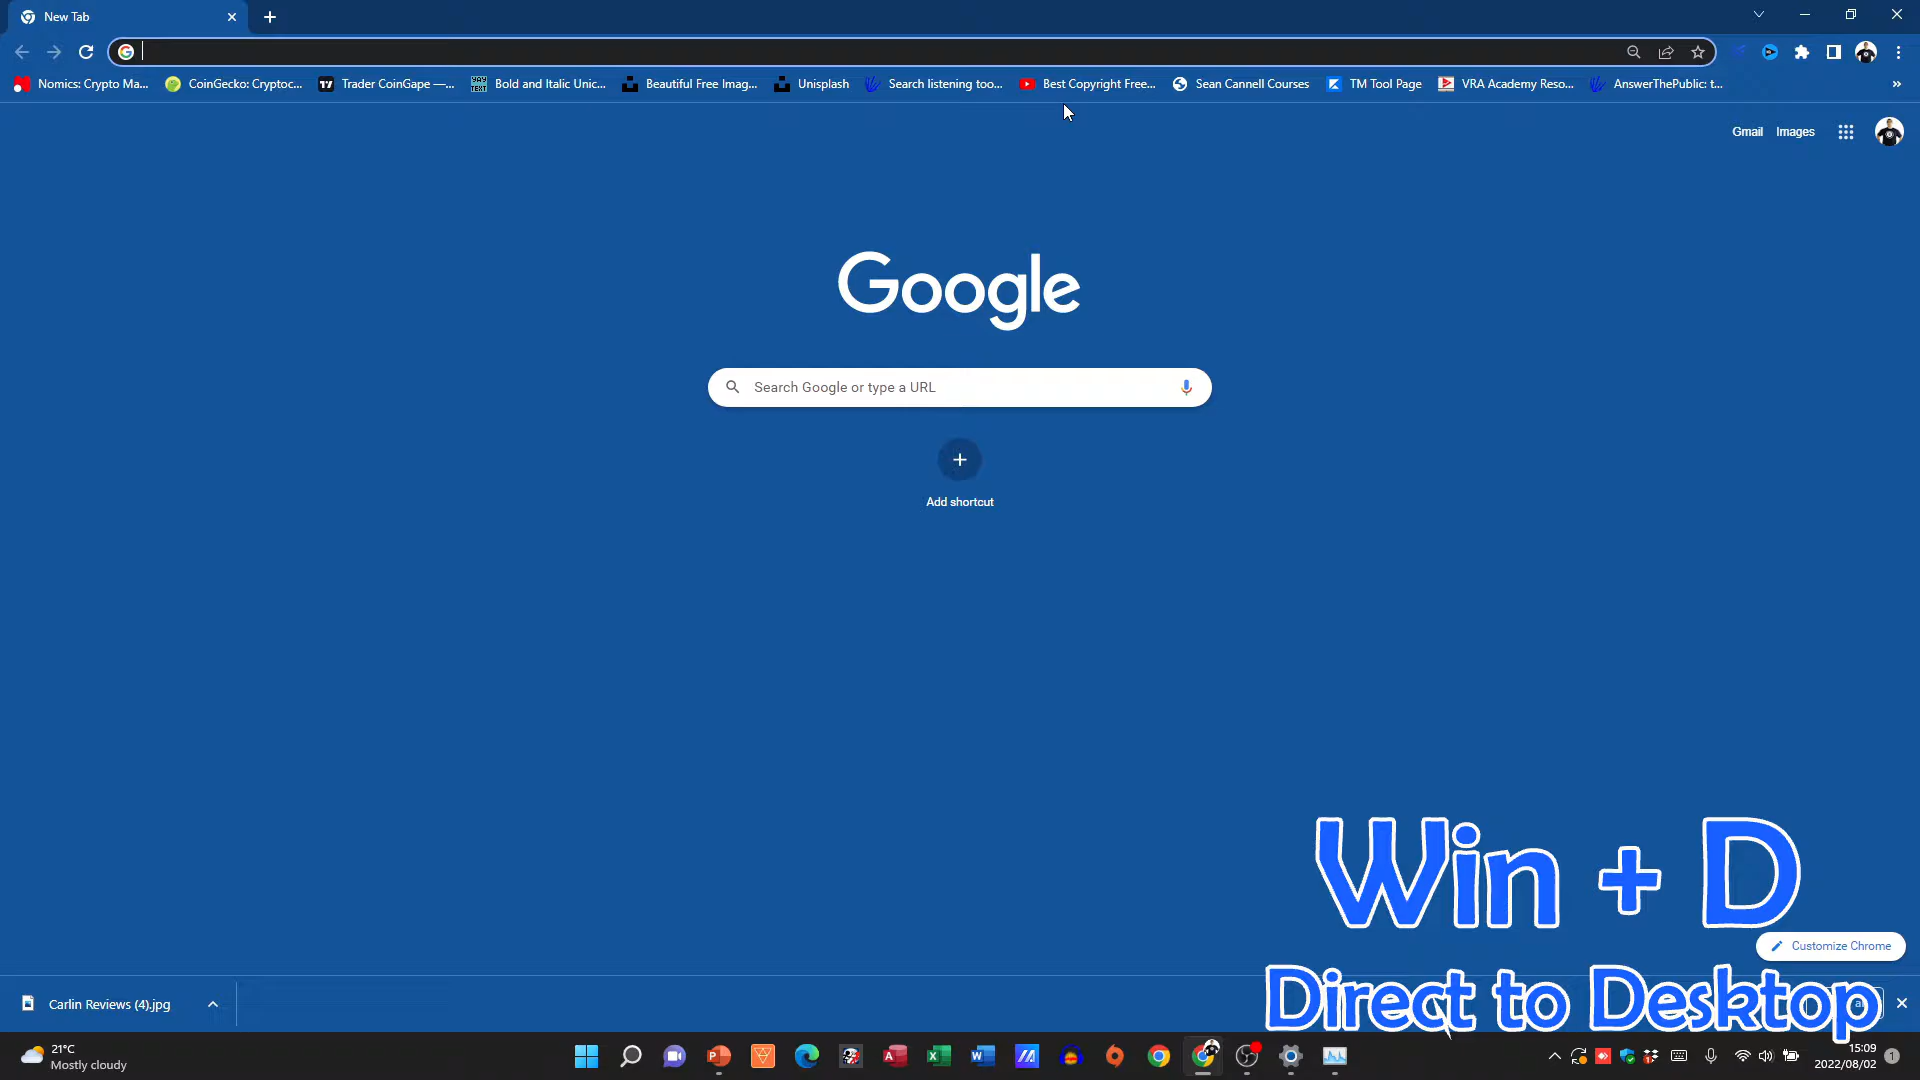 New Tab
Nomics: Crypto Ma...
CoinGecko: Cryptoc...
Trader CoinGape —...
YAY TEXT
Bold and Italic Unic...
Beautiful Free Imag...
Unisplash
Search listening too...
Best Copyright Free...
Sean Cannell Courses
TM Tool Page
VRA Academy Reso...
AnswerThePublic: t...
Gmail
Images
Google
Search Google or type a URL
Add shortcut
Win + D
Customize Chrome
Direct to Desktop
Carlin Reviews (4).jpg
21°C
Mostly cloudy
15:09
2022/08/02
1